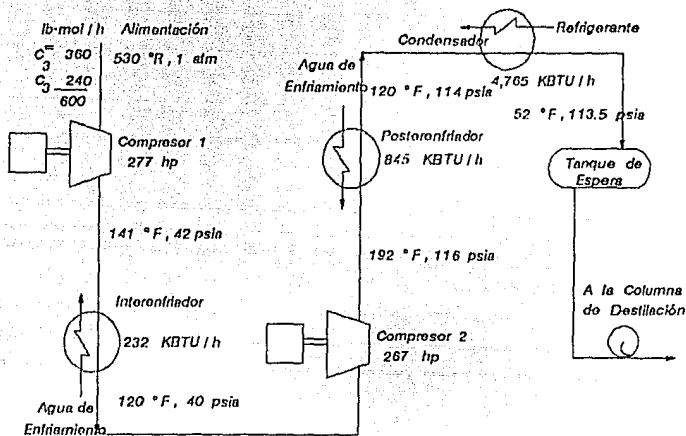 lb-mol / h
Alimentación
C3= 360
C3 240
600
530 °R, 1 atm
Compresor 1
277 hp
141 °F, 42 psia
Interenfriador
232 KBTU / h
Agua de
Enfriamiento
120 °F, 40 psia
Compresor 2
267 hp
192 °F, 116 psia
Agua de
Enfriamiento
Postenfriador
845 KBTU / h
120 °F, 114 psia
Condensador
Refrigerante
4,765 KBTU / h
52 °F, 113.5 psia
Tanque de
Espera
A la Columna
de Destilación